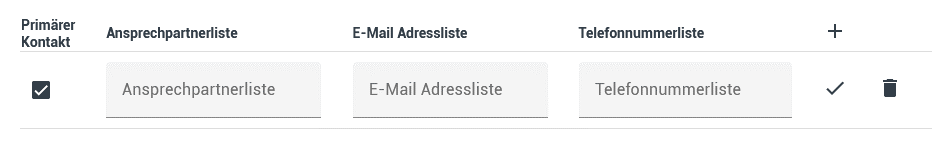 Primärer
Kontakt
Ansprechpartnerliste
E-Mail Adressliste
Telefonnummerliste
Ansprechpartnerliste
E-Mail Adressliste
Telefonnummerliste